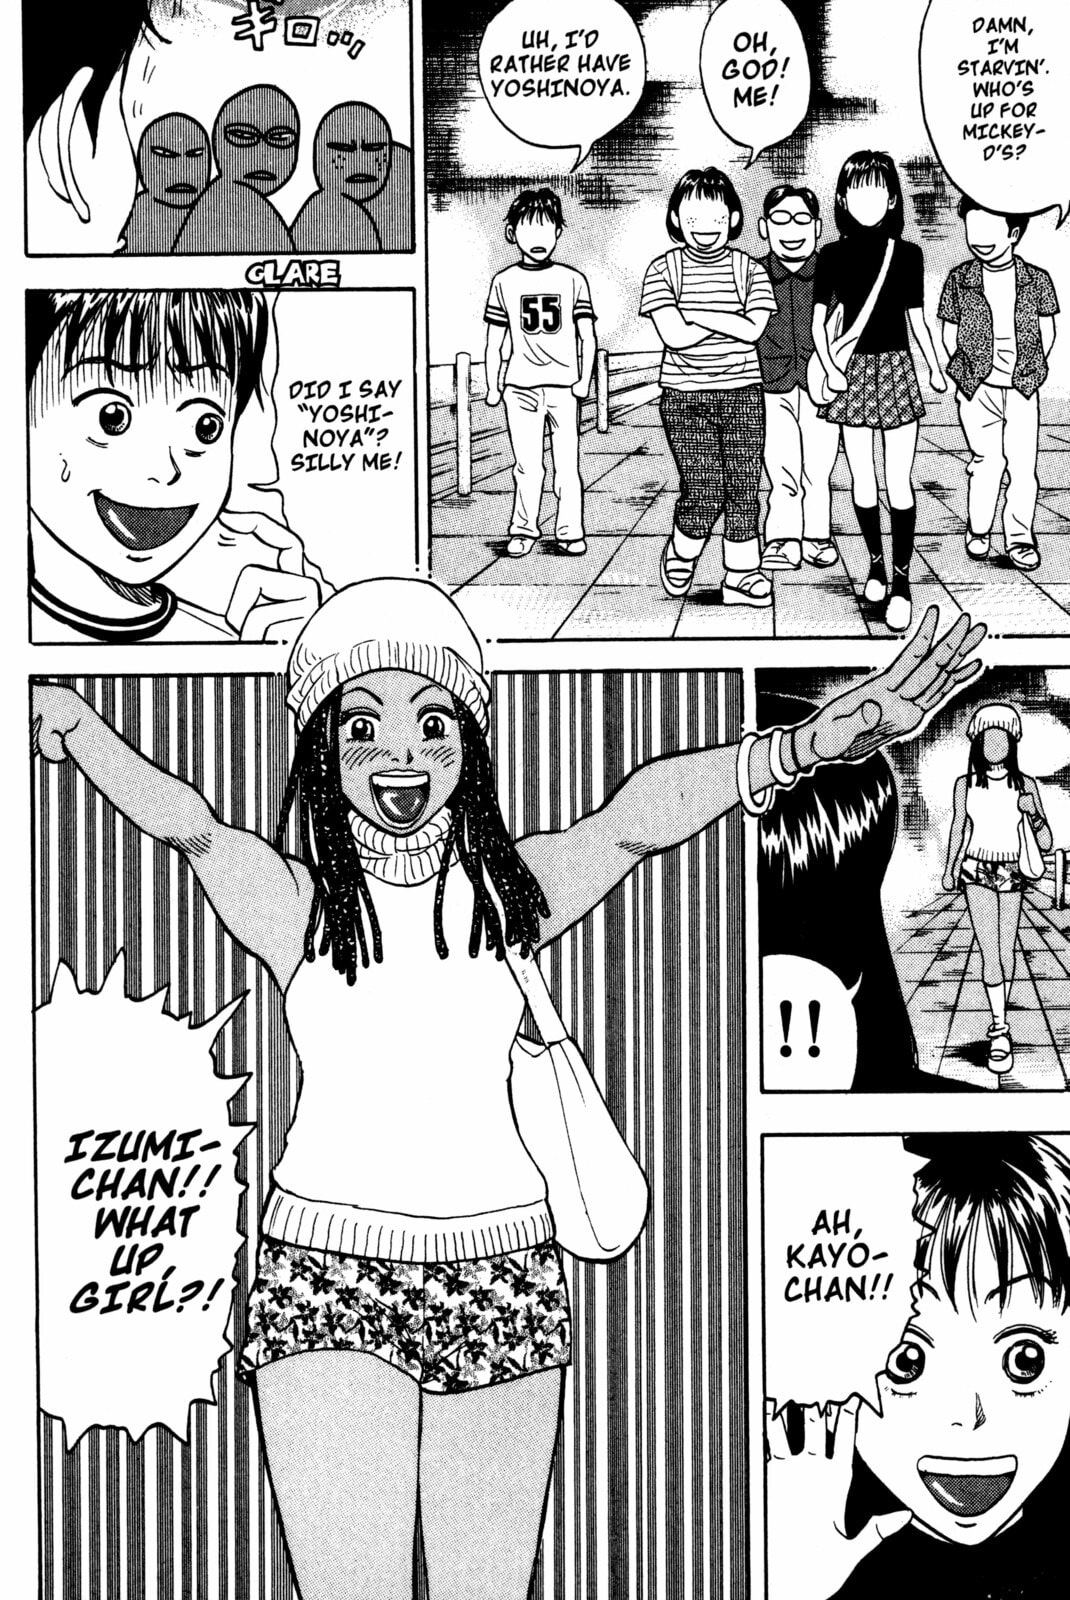 DAMN,
I'M
STARVIN'.
WHO'S
UP FOR
MICKEY-
D'S?
OH,
GOD!
ME!
UH, I'D
RATHER HAVE
YOSHINOYA.
55
ギロッ...
GLARE
DID I SAY
"YOSHI-
NOYA"?
SILLY ME!
!!
AH,
KAYO-
CHAN!!
IZUMI-
CHAN!!
WHAT
UP,
GIRL?!